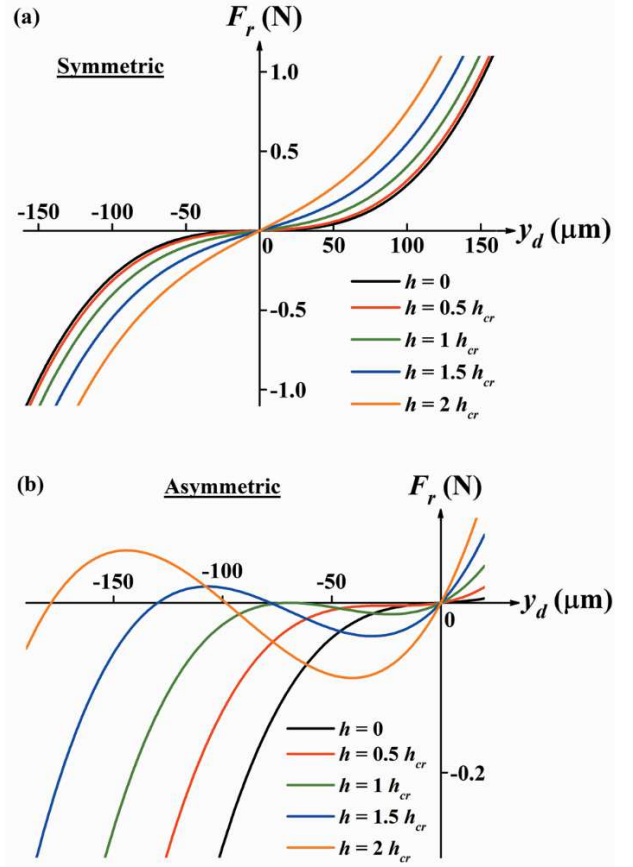 (a)
F_r (N)
Symmetric
1.0
0.5
-150 -100 -50
0 50 100 150 y_d (μm)
-0.5
-1.0
h = 0
h = 0.5 h_cr
h = 1 h_cr
h = 1.5 h_cr
h = 2 h_cr
(b)
Asymmetric
F_r (N)
-150 -100 -50
0
y_d (μm)
-0.2
h = 0
h = 0.5 h_cr
h = 1 h_cr
h = 1.5 h_cr
h = 2 h_cr